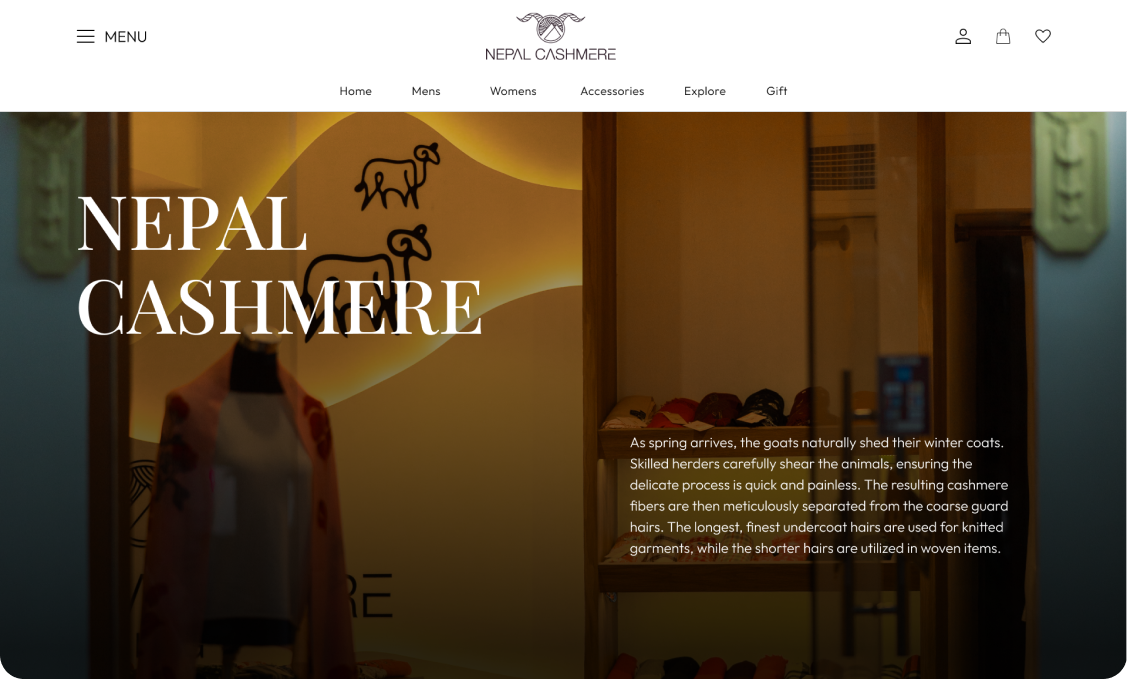 MENU
NEPAL CASHMERE
Home Mens Womens Accessories Explore Gift
NEPAL
CASHMERE
As spring arrives, the goats naturally shed their winter coats.
Skilled herders carefully shear the animals, ensuring the
delicate process is quick and painless. The resulting cashmere
fibers are then meticulously separated from the coarse guard
hairs. The longest, finest undercoat hairs are used for knitted
garments, while the shorter hairs are utilized in woven items.
RE